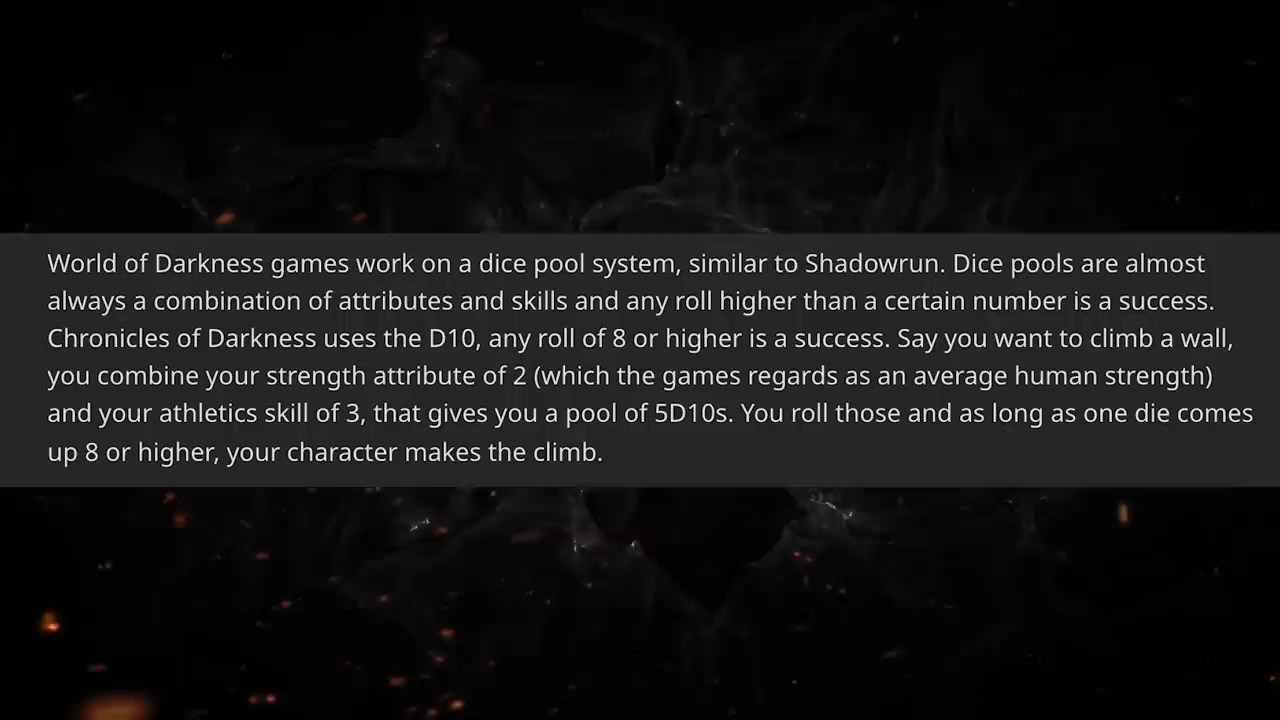 World of Darkness games work on a dice pool system, similar to Shadowrun. Dice pools are almost
always a combination of attributes and skills and any roll higher than a certain number is a success.
Chronicles of Darkness uses the D10, any roll of 8 or higher is a success. Say you want to climb a wall,
you combine your strength attribute of 2 (which the games regards as an average human strength)
and your athletics skill of 3, that gives you a pool of 5D10s. You roll those and as long as one die comes
up 8 or higher, your character makes the climb.